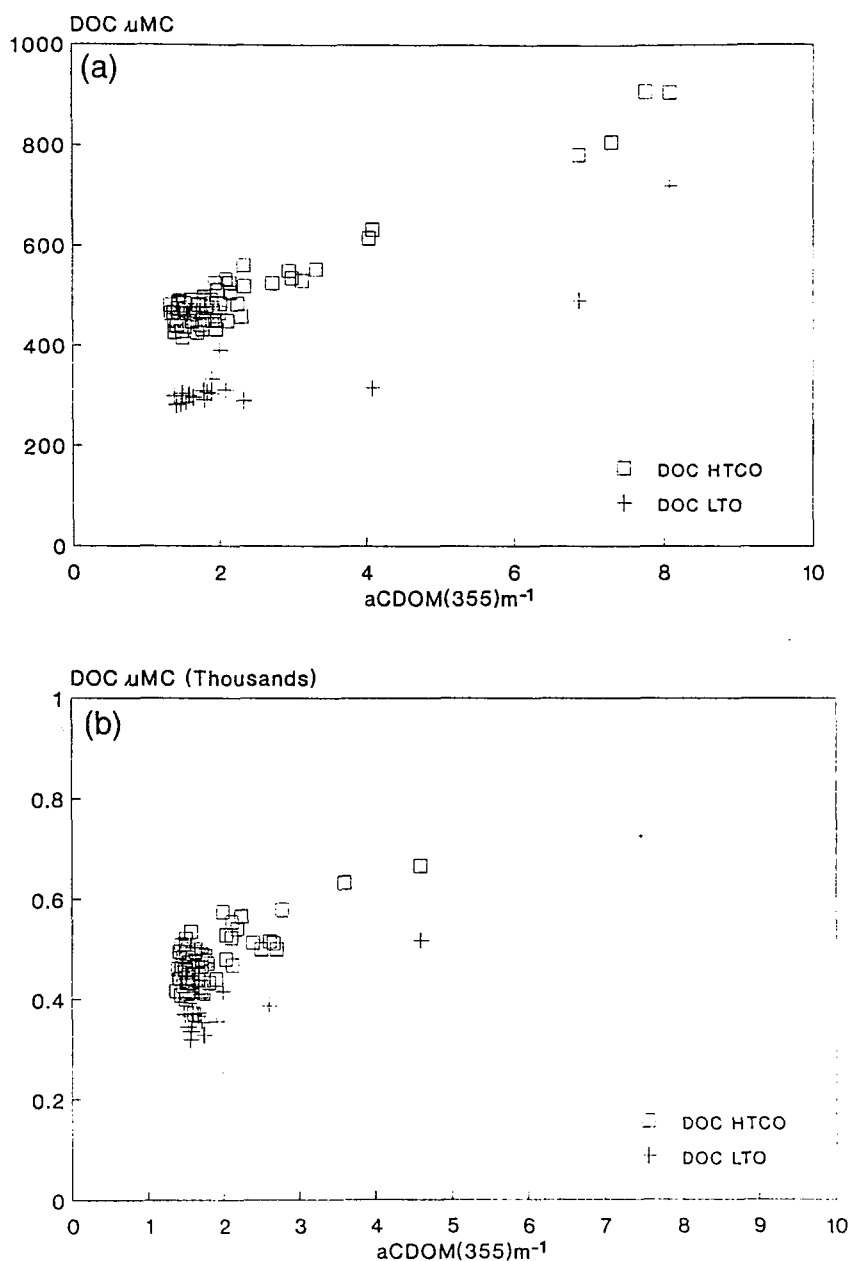 DOC µMC
(a)
1000
800
600
400
200
0
0 2 4 6 8 10
aCDOM(355)m-1
□ DOC HTCO
+ DOC LTO
DOC µMC (Thousands)
(b)
1
0.8
0.6
0.4
0.2
0
0 1 2 3 4 5 6 7 8 9 10
aCDOM(355)m-1
□ DOC HTCO
+ DOC LTO